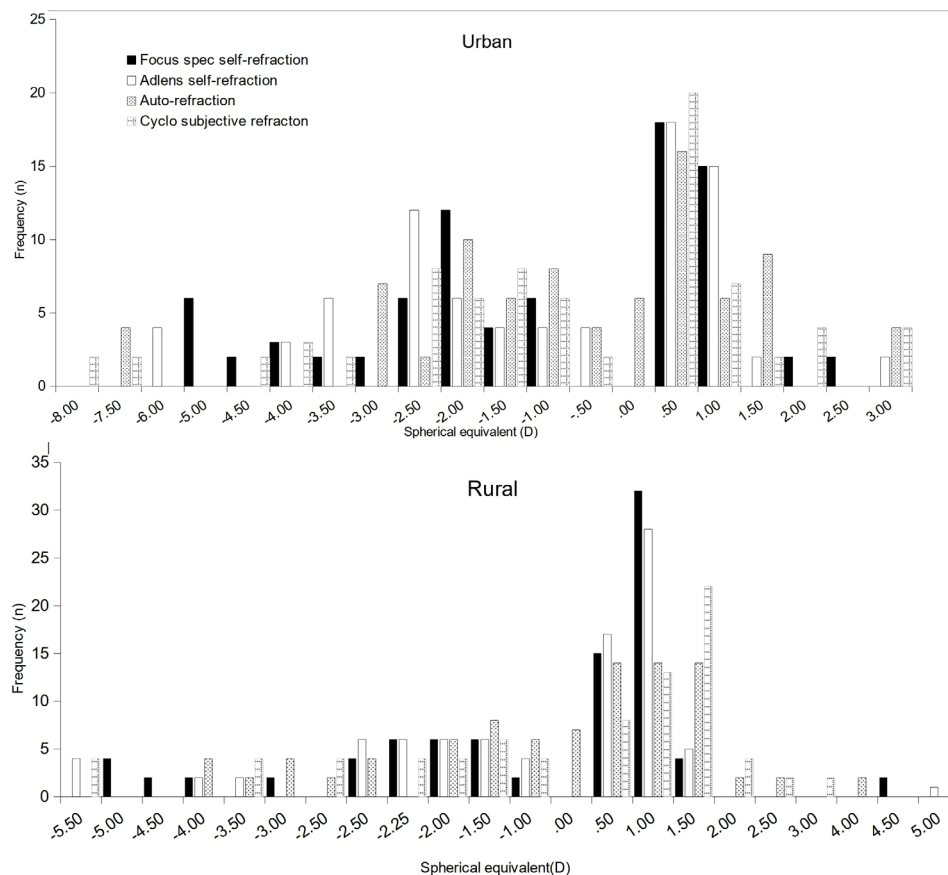 25
Urban
Focus spec self-refraction
20
Adlens self-refraction
Auto-refraction
Cyclo subjective refracton
15
Frequency (n)
10
5
0
-8.00 -7.50 -6.00 -5.00 -4.50 -4.00 -3.50 -3.00 -2.50 -2.00 -1.50 -1.00 -.50 .00 .50 1.00 1.50 2.00 2.50 3.00
Spherical equivalent (D)
35
Rural
30
25
20
Frequency (n)
15
10
5
0
-5.50 -5.00 -4.50 -4.00 -3.50 -3.00 -2.50 -2.50 -2.25 -2.00 -1.50 -1.00 .00 .50 1.00 1.50 2.00 2.50 3.00 4.00 4.50 5.00
Spherical equivalent(D)